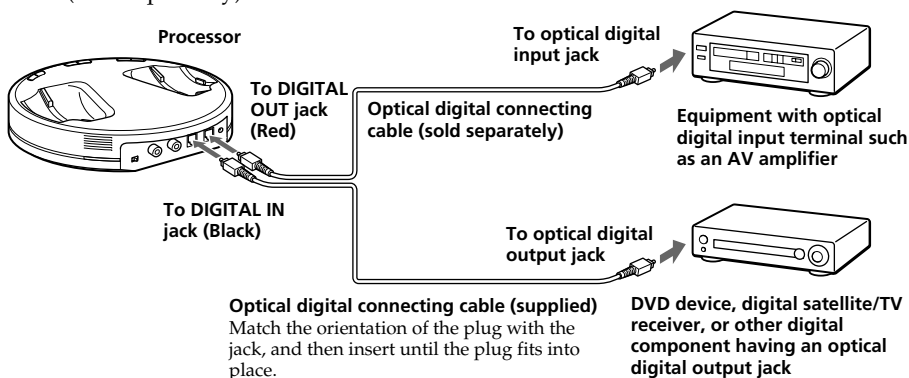 Processor
To DIGITAL
OUT jack
(Red)
To optical digital
input jack
Optical digital connecting
cable (sold separately)
Equipment with optical
digital input terminal such
as an AV amplifier
To DIGITAL IN
jack (Black)
To optical digital
output jack
Optical digital connecting cable (supplied)
Match the orientation of the plug with the
jack, and then insert until the plug fits into
place.
DVD device, digital satellite/TV
receiver, or other digital
component having an optical
digital output jack